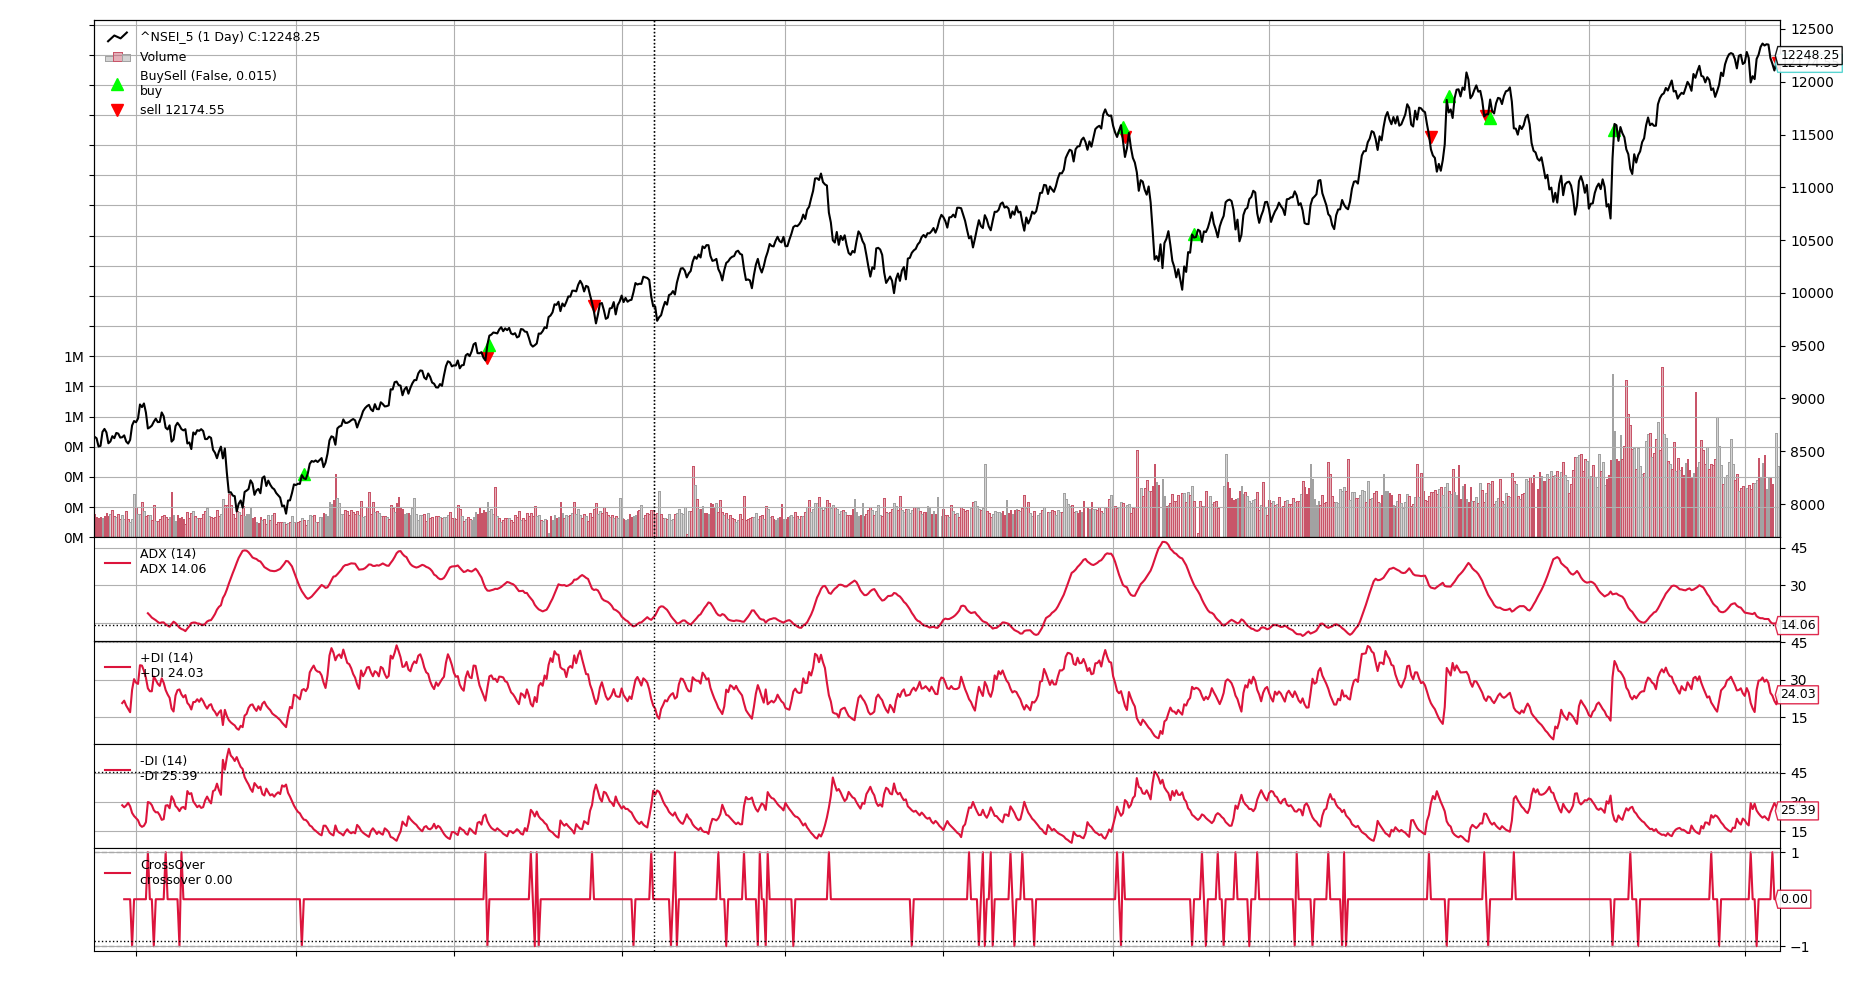 ^NSEI_5 (1 Day) C:12248.25
Volume
BuySell (False, 0.015)
buy
sell 12174.55
12500
12248.25
12000
11500
11000
10500
10000
9500
9000
8500
8000
1M
1M
1M
0M
0M
0M
0M
ADX (14)
ADX 14.06
45
30
14.06
+DI (14)
+DI 24.03
45
30
24.03
15
-DI (14)
-DI 25.39
45
30
25.39
15
CrossOver
crossover 0.00
1
0.00
−1